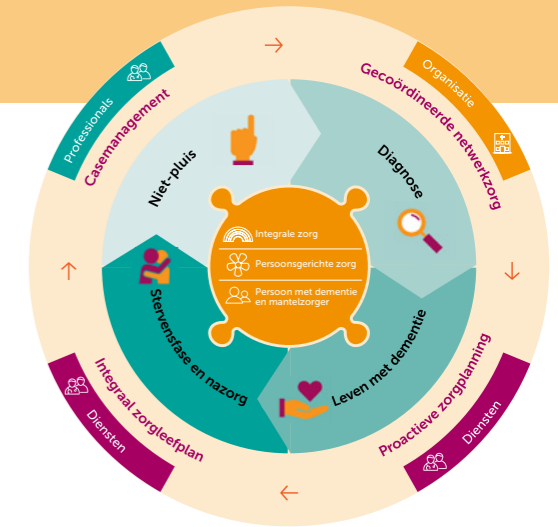 Professionals
Casemanagement
Organisatie
Gecoördineerde netwerkzorg
Niet-pluis
Diagnose
Integrale zorg
Persoonsgerichte zorg
Persoon met dementie
en mantelzorger
Stervensfase en nazorg
Leven met dementie
Integraal zorgleefplan
Diensten
Proactieve zorgplanning
Diensten